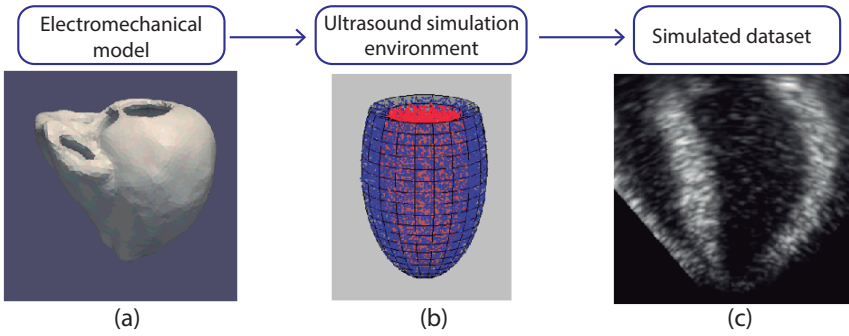 Electromechanical
model
Ultrasound simulation
environment
Simulated dataset
(a)
(b)
(c)